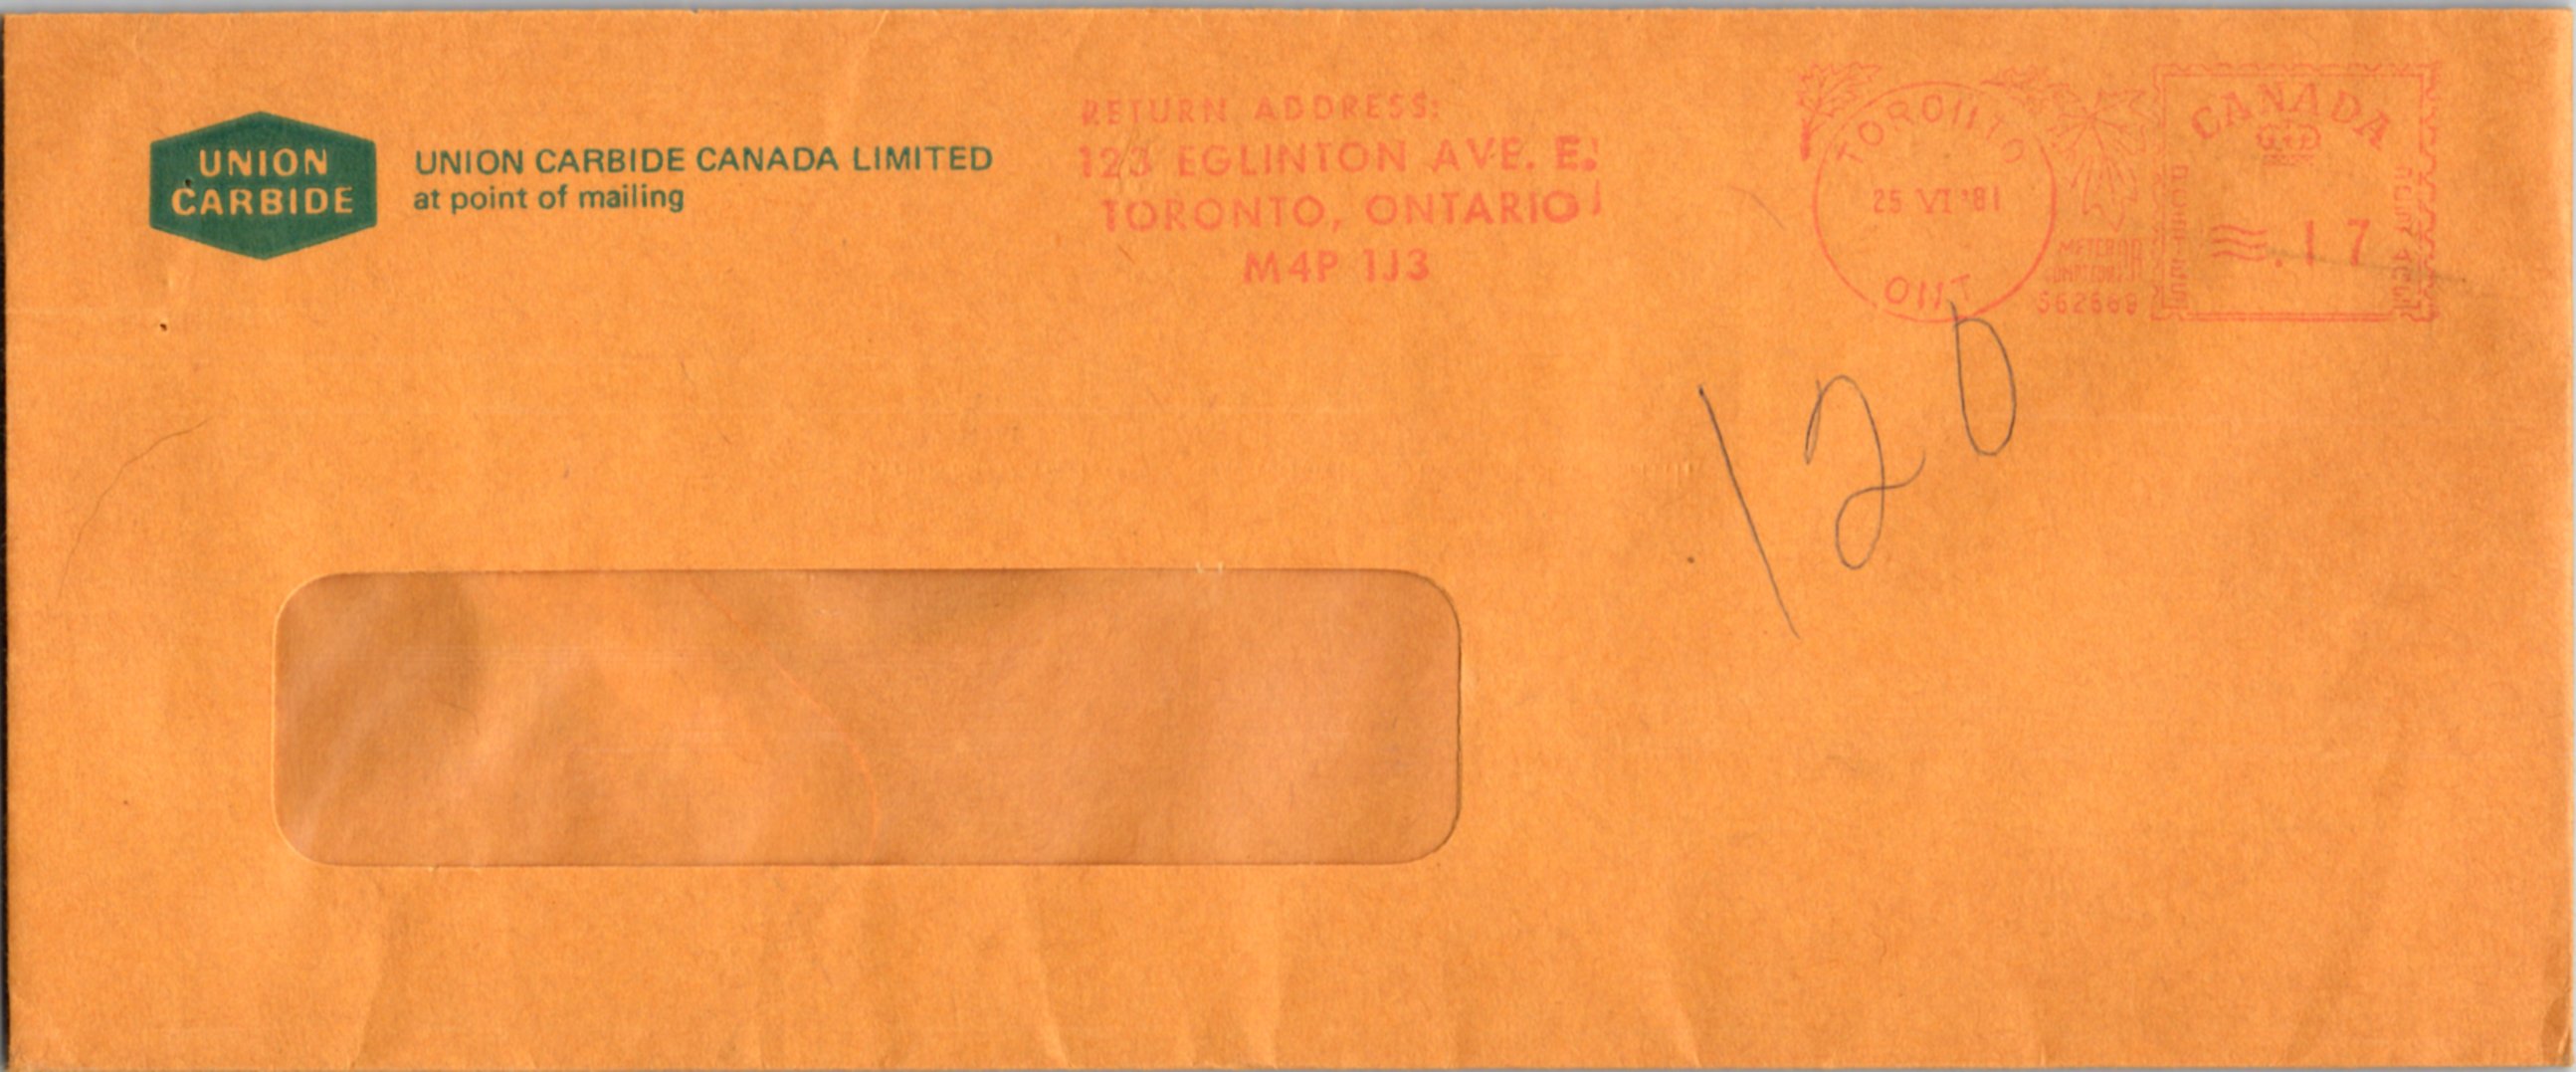 UNION
CARBIDE
UNION CARBIDE CANADA LIMITED
at point of mailing
RETURN ADDRESS:
123 EGLINTON AVE. E.
TORONTO, ONTARIO
M4P 1J3
TORONTO
25 VI '81
ONT
CANADA
.17
120